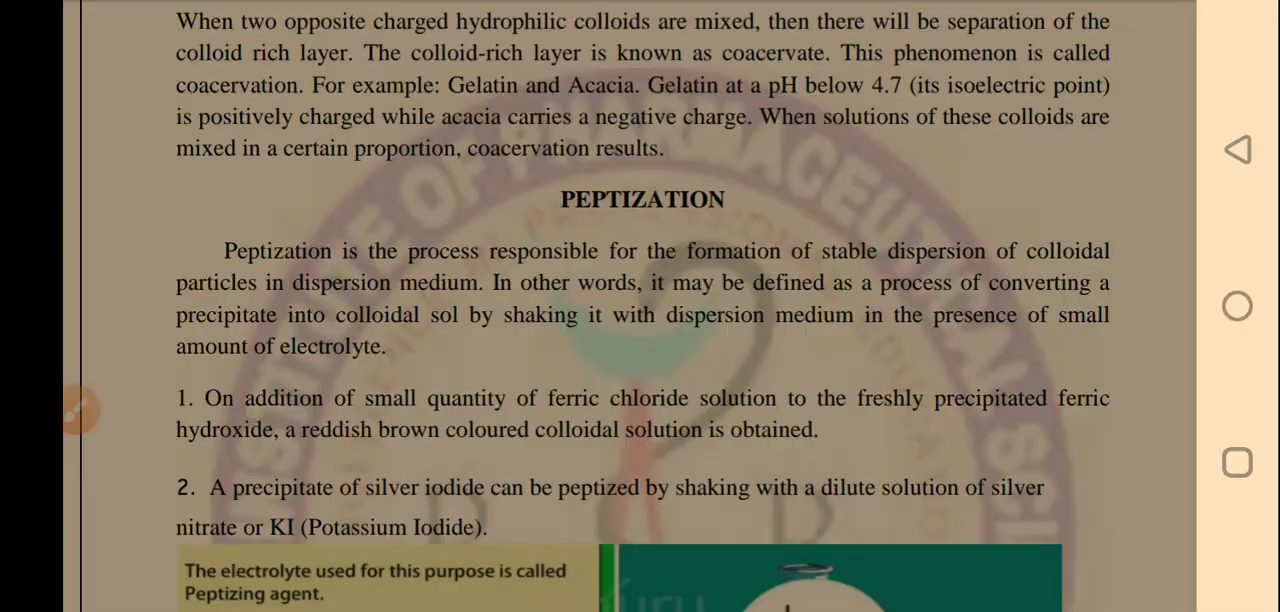 When two opposite charged hydrophilic colloids are mixed, then there will be separation of the
colloid rich layer. The colloid-rich layer is known as coacervate. This phenomenon is called
coacervation. For example: Gelatin and Acacia. Gelatin at a pH below 4.7 (its isoelectric point)
is positively charged while acacia carries a negative charge. When solutions of these colloids are
mixed in a certain proportion, coacervation results.
PEPTIZATION
Peptization is the process responsible for the formation of stable dispersion of colloidal
particles in dispersion medium. In other words, it may be defined as a process of converting a
precipitate into colloidal sol by shaking it with dispersion medium in the presence of small
amount of electrolyte.
1. On addition of small quantity of ferric chloride solution to the freshly precipitated ferric
hydroxide, a reddish brown coloured colloidal solution is obtained.
2. A precipitate of silver iodide can be peptized by shaking with a dilute solution of silver
nitrate or KI (Potassium Iodide).
The electrolyte used for this purpose is called
Peptizing agent.
OF PHARMACEUTICAL